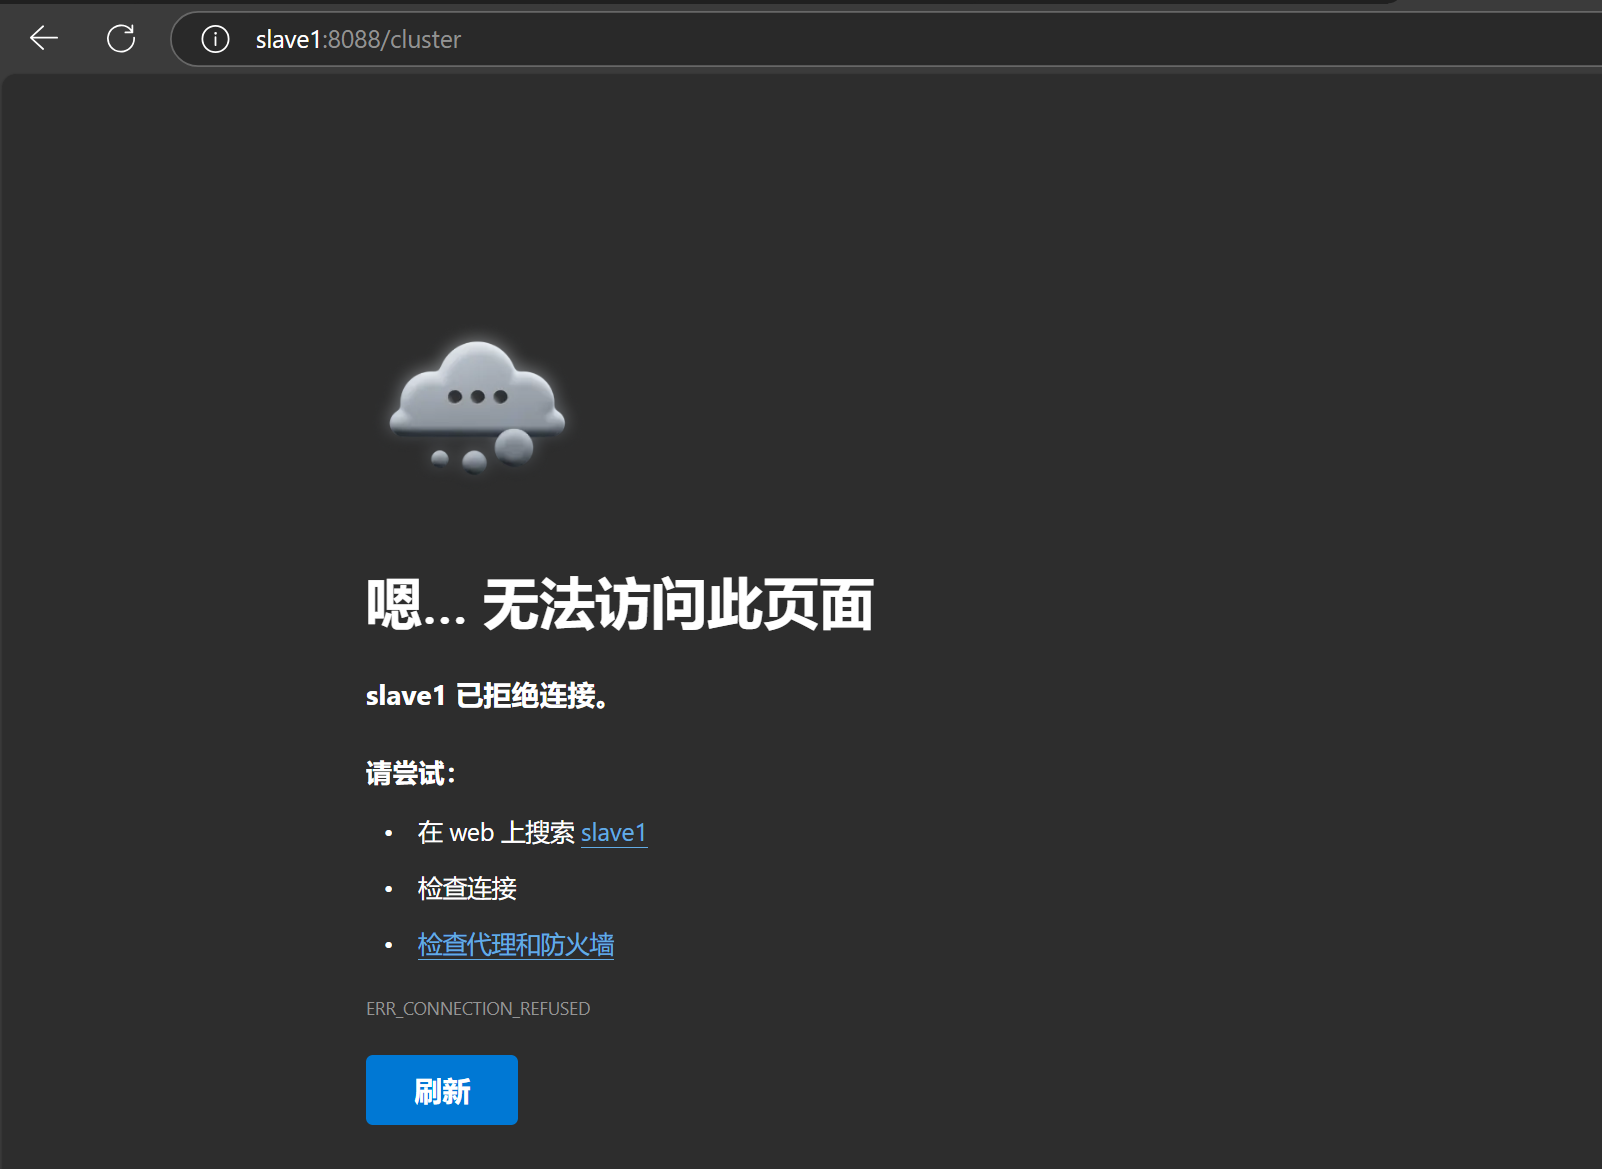 slave1:8088/cluster
嗯... 无法访问此页面
slave1 已拒绝连接。
请尝试：
• 在 web 上搜索 slave1
• 检查连接
• 检查代理和防火墙
ERR_CONNECTION_REFUSED
刷新